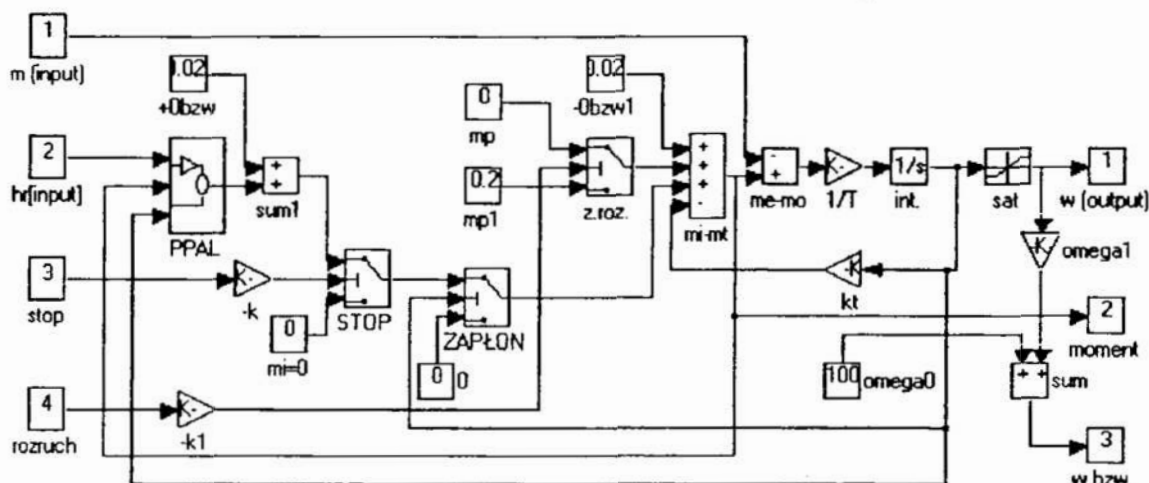 1
m (input)
0.02
+0bzw
2
hr[input]
PPAL
+
+
sum1
3
stop
-k
0
mi=0
STOP
0
0
ZAPŁON
4
rozruch
-k1
0
mp
0.2
mp1
z.roz.
0.02
-0bzw1
+
+
+
-
mi-mt
-
+
me-mo
K-
1/T
1/s
int.
sat
1
w (output)
-K
omega1
-K
kt
2
moment
100
omega0
+ +
sum
3
w bzw